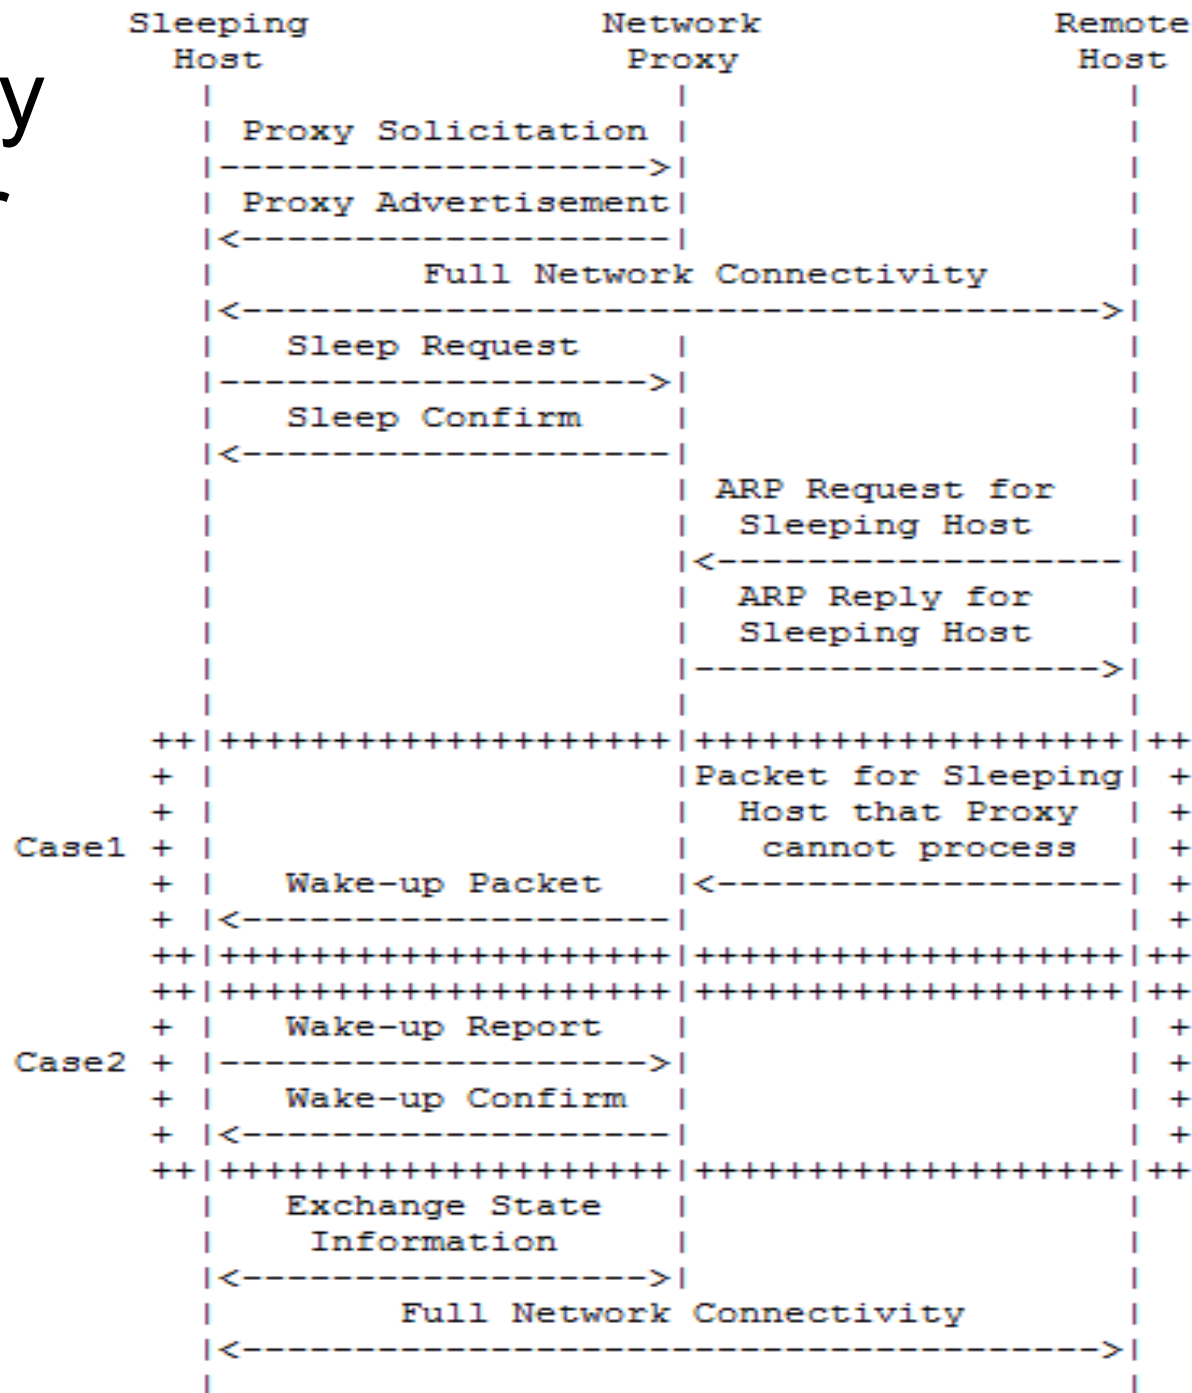 Sleeping Network Remote
Host Proxy Host
y
Proxy Solicitation
Proxy Advertisement
Full Network Connectivity
Sleep Request
Sleep Confirm
ARP Request for
Sleeping Host
ARP Reply for
Sleeping Host
Packet for Sleeping
Host that Proxy
Case1 cannot process
Wake-up Packet
Wake-up Report
Case2
Wake-up Confirm
Exchange State
Information
Full Network Connectivity